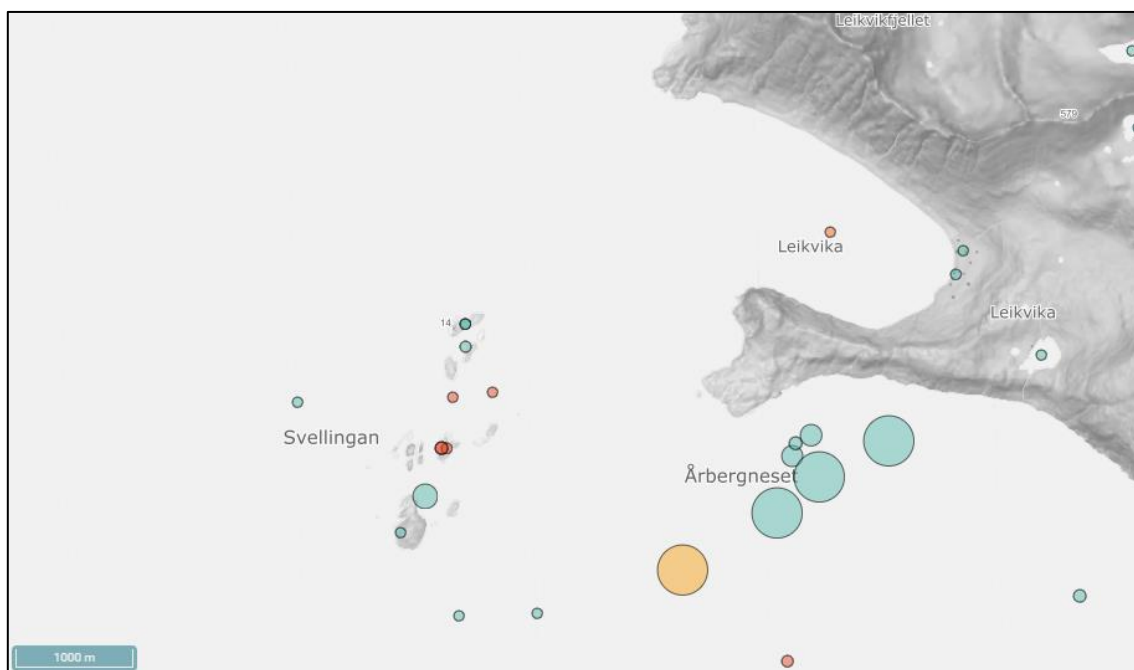 Leikvikfjellet
579
Leikvika
Leikvika
14
Svellingan
Årbergneset
1000 m